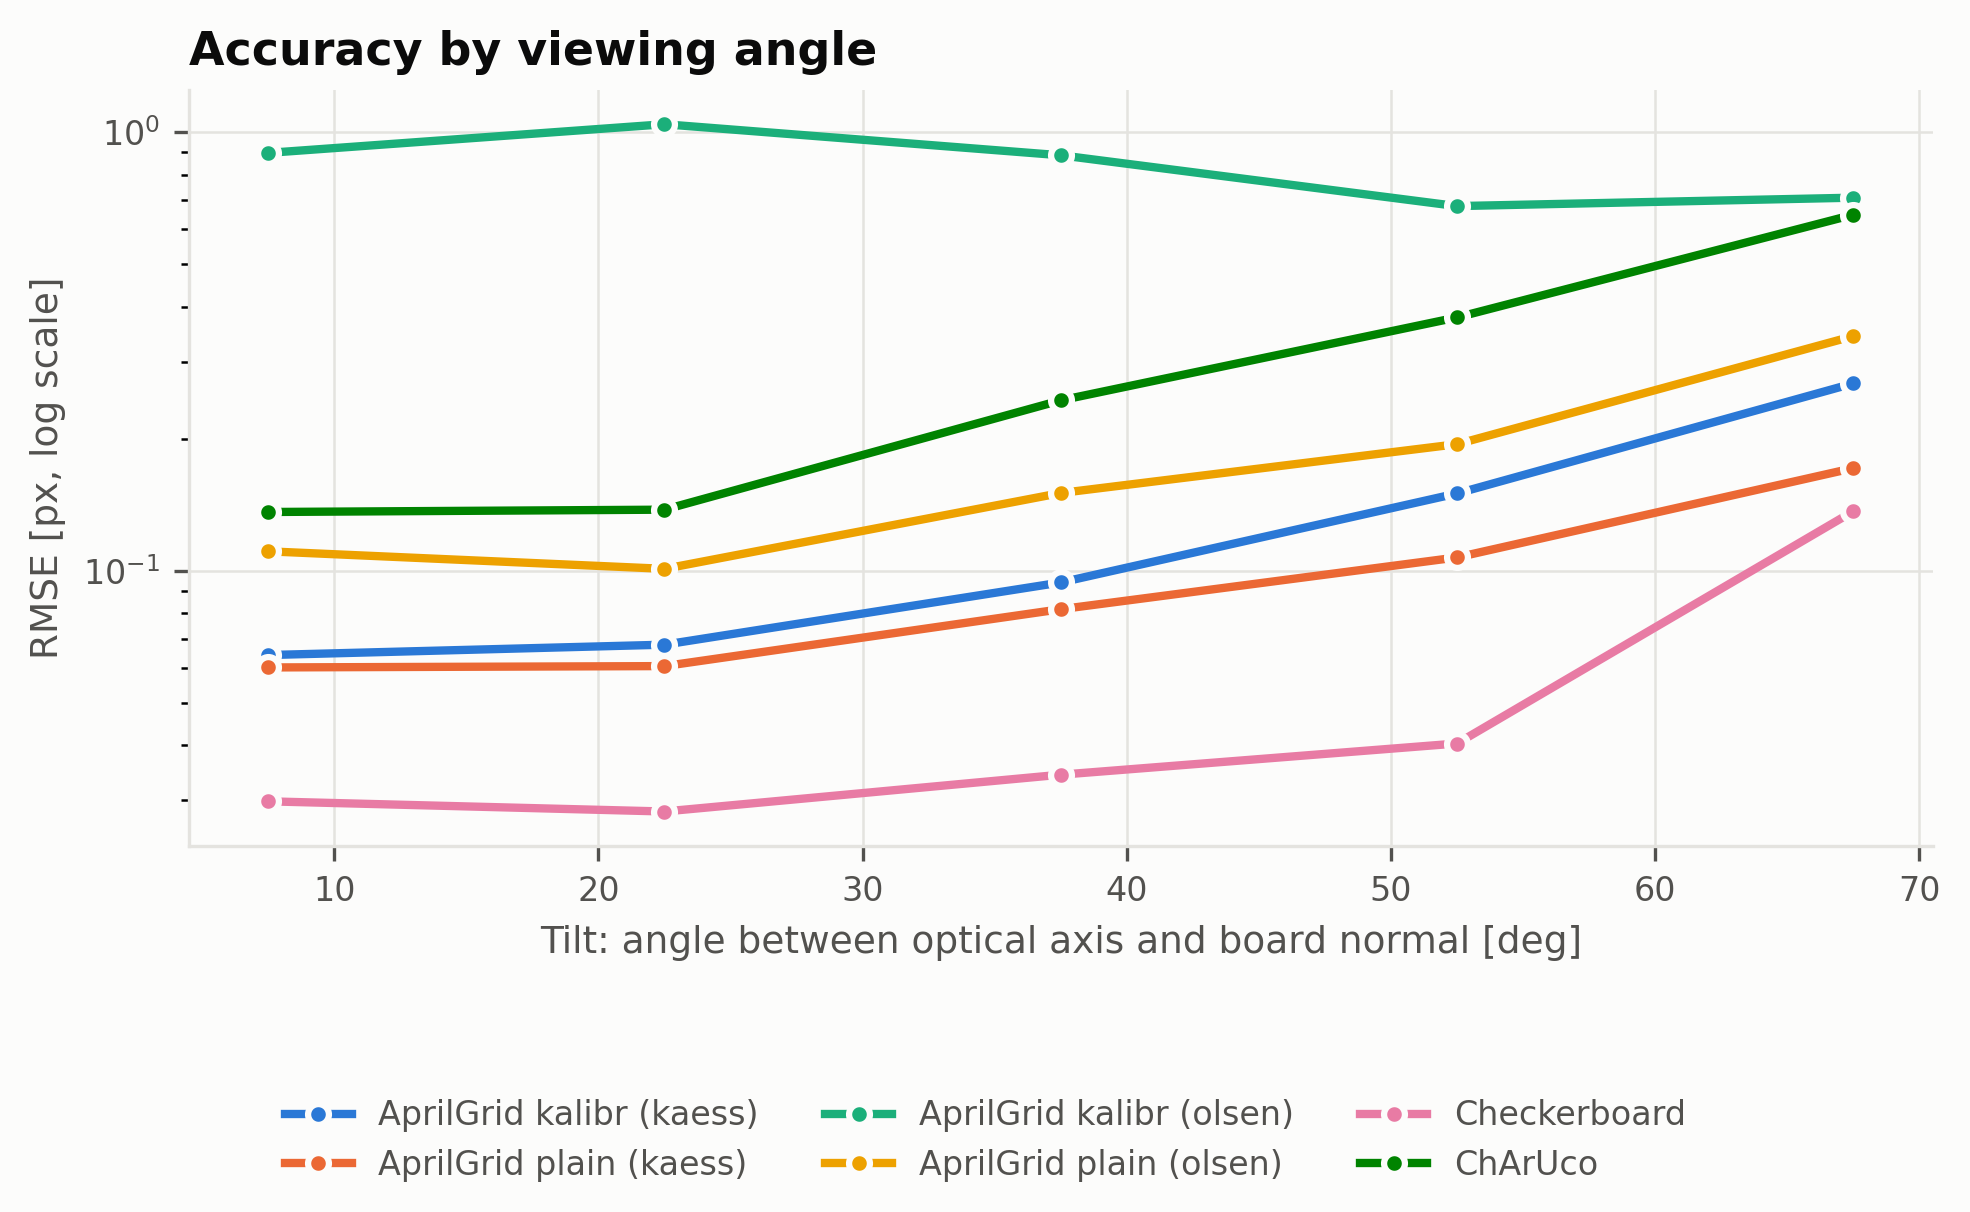 Accuracy by viewing angle
10⁰
10⁻¹
RMSE [px, log scale]
10 20 30 40 50 60 70
Tilt: angle between optical axis and board normal [deg]
AprilGrid kalibr (kaess) AprilGrid kalibr (olsen) Checkerboard
AprilGrid plain (kaess) AprilGrid plain (olsen) ChArUco